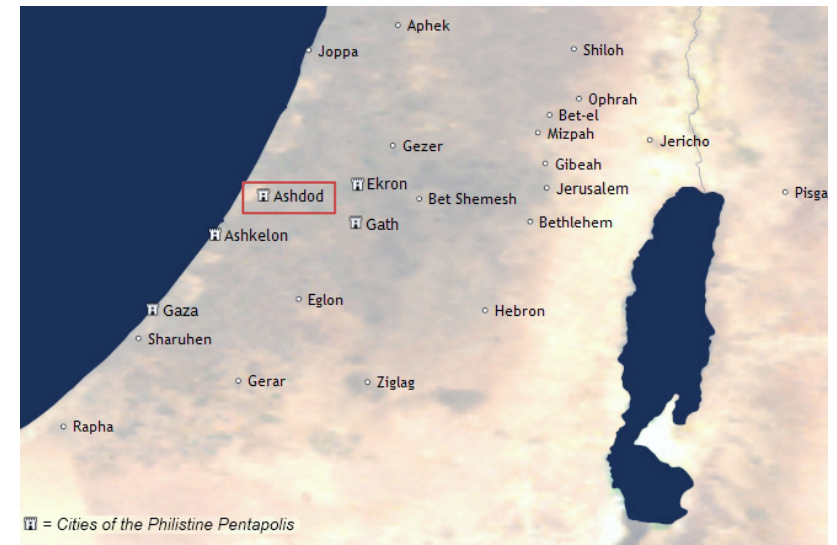 Aphek
Joppa
Shiloh
Ophrah
Bet-el
Mizpah
Jericho
Gezer
Gibeah
Ekron
Jerusalem
Pisga
Ashdod
Bet Shemesh
Gath
Bethlehem
Ashkelon
Eglon
Gaza
Hebron
Sharuhen
Gerar
Ziglag
Rapha
= Cities of the Philistine Pentapolis